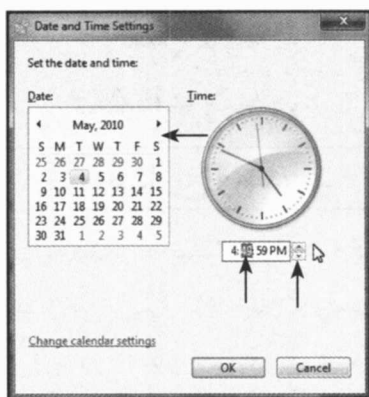 Date and Time Settings
Set the date and time:
Date:
Time:
May, 2010
S M T W T F S
25 26 27 28 29 30 1
2 3 4 5 6 7 8
9 10 11 12 13 14 15
16 17 18 19 20 21 22
23 24 25 26 27 28 29
30 31 1 2 3 4 5
4: 59 PM
Change calendar settings
OK
Cancel